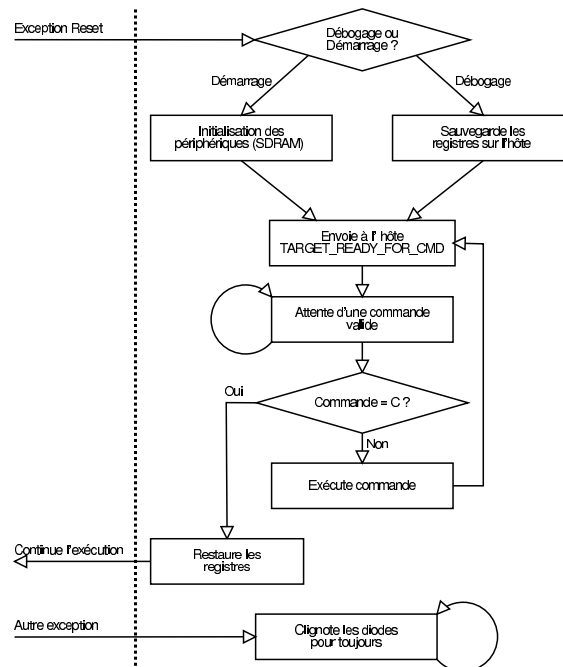 Exception Reset
Débogage ou
Démarrage ?
Démarrage
Débogage
Initialisation des
périphériques (SDRAM)
Sauvegarde les
registres sur l'hôte
Envoie à l' hôte
TARGET_READY_FOR_CMD
Attente d'une commande
valide
Oui
Commande = C ?
Non
Exécute commande
Continue l'exécution
Restaure les
registres
Autre exception
Clignote les diodes
pour toujours